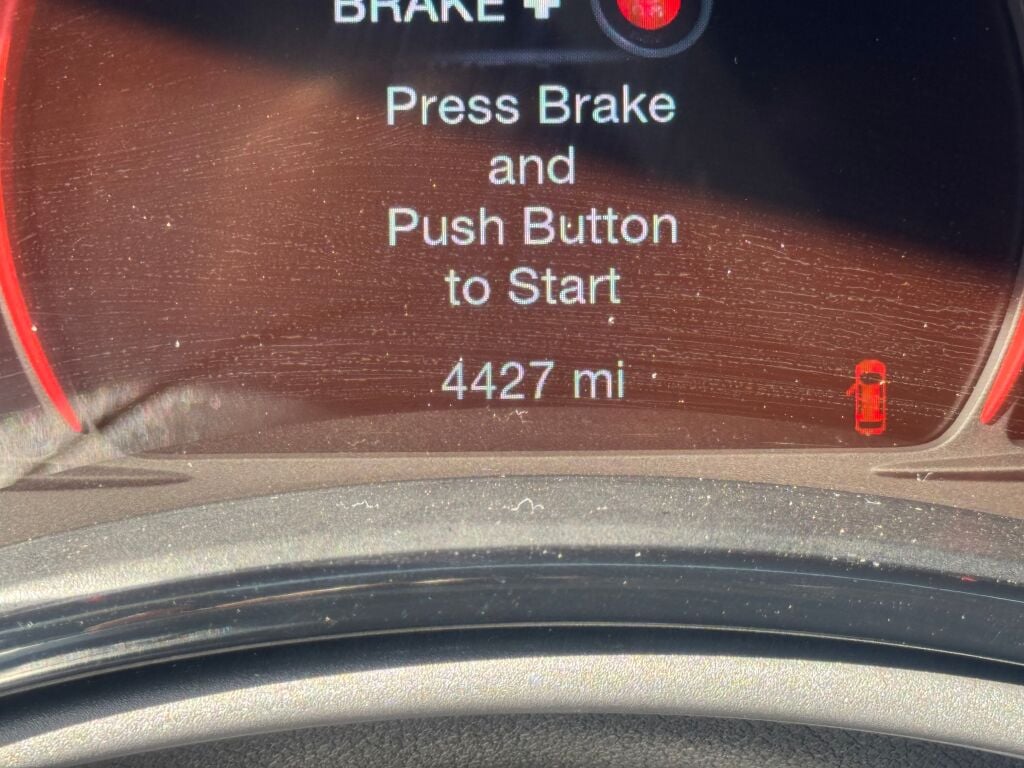 BRAKE +
Press Brake
and
Push Button
to Start
4427 mi